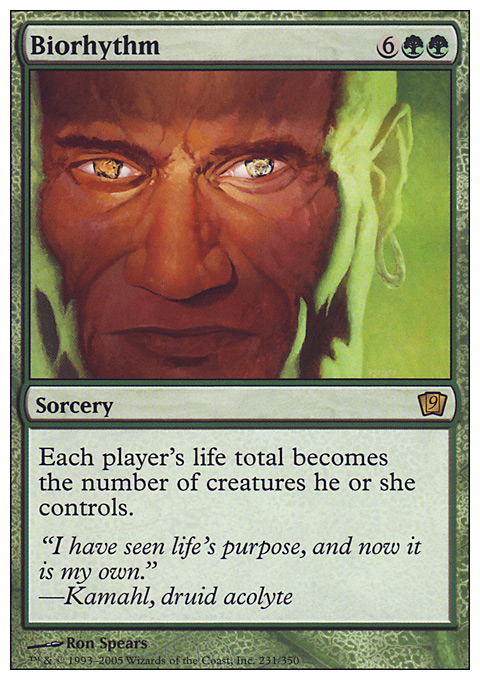 Biorhythm 6
Sorcery 9
Each player's life total becomes
the number of creatures he or she
controls.
“I have seen life's purpose, and now it
is my own.”
—Kamahl, druid acolyte
Ron Spears
™ & © 1993–2005 Wizards of the Coast, Inc. 231/350